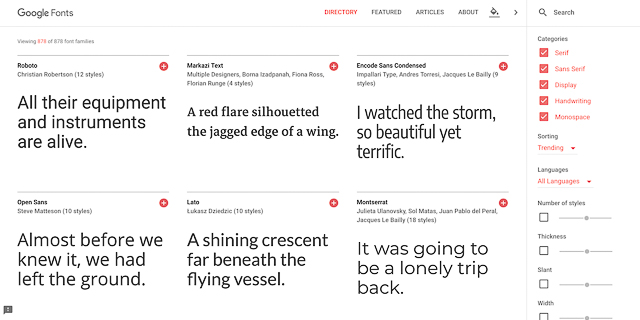 Google Fonts
DIRECTORY FEATURED ARTICLES ABOUT
Search
Viewing 878 of 878 font families
Roboto
Christian Robertson (12 styles)
All their equipment
and instruments
are alive.
Markazi Text
Multiple Designers, Borna Izadpanah, Fiona Ross,
Florian Runge (4 styles)
A red flare silhouetted
the jagged edge of a wing.
Encode Sans Condensed
Impallari Type, Andres Torresi, Jacques Le Bailly (9
styles)
I watched the storm,
so beautiful yet
terrific.
Open Sans
Steve Matteson (10 styles)
Almost before we
knew it, we had
left the ground.
Lato
Łukasz Dziedzic (10 styles)
A shining crescent
far beneath the
flying vessel.
Montserrat
Julieta Ulanovsky, Sol Matas, Juan Pablo del Peral,
Jacques Le Bailly (18 styles)
It was going to
be a lonely trip
back.
Categories
Serif
Sans Serif
Display
Handwriting
Monospace
Sorting
Trending
Languages
All Languages
Number of styles
Thickness
Slant
Width